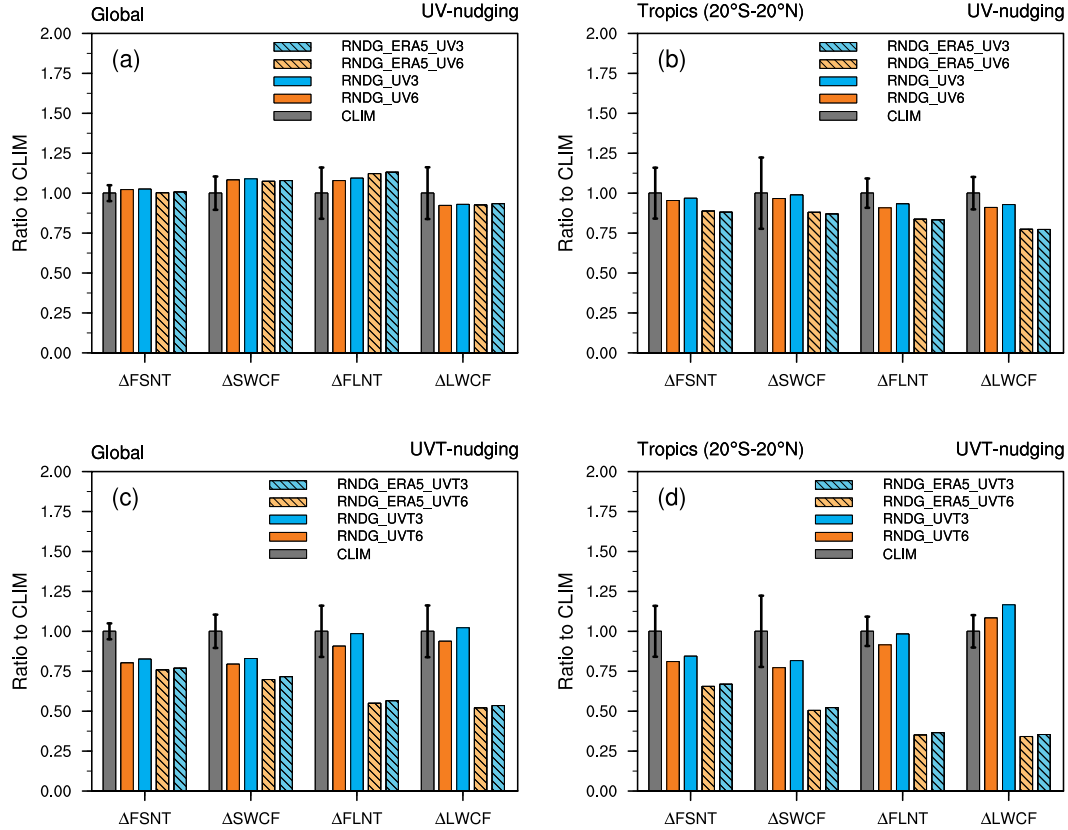 Global UV-nudging
(a)
RNDG_ERA5_UV3
RNDG_ERA5_UV6
RNDG_UV3
RNDG_UV6
CLIM
Ratio to CLIM
2.00
1.75
1.50
1.25
1.00
0.75
0.50
0.25
0.00
ΔFSNT ΔSWCF ΔFLNT ΔLWCF
Tropics (20°S-20°N) UV-nudging
(b)
RNDG_ERA5_UV3
RNDG_ERA5_UV6
RNDG_UV3
RNDG_UV6
CLIM
Ratio to CLIM
2.00
1.75
1.50
1.25
1.00
0.75
0.50
0.25
0.00
ΔFSNT ΔSWCF ΔFLNT ΔLWCF
Global UVT-nudging
(c)
RNDG_ERA5_UVT3
RNDG_ERA5_UVT6
RNDG_UVT3
RNDG_UVT6
CLIM
Ratio to CLIM
2.00
1.75
1.50
1.25
1.00
0.75
0.50
0.25
0.00
ΔFSNT ΔSWCF ΔFLNT ΔLWCF
Tropics (20°S-20°N) UVT-nudging
(d)
RNDG_ERA5_UVT3
RNDG_ERA5_UVT6
RNDG_UVT3
RNDG_UVT6
CLIM
Ratio to CLIM
2.00
1.75
1.50
1.25
1.00
0.75
0.50
0.25
0.00
ΔFSNT ΔSWCF ΔFLNT ΔLWCF